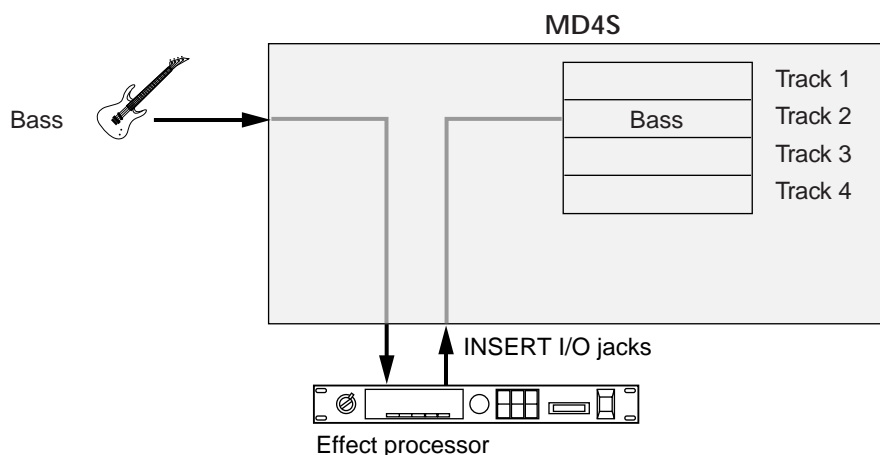 MD4S
Track 1
Bass
Bass
Track 2
Track 3
Track 4
INSERT I/O jacks
Effect processor